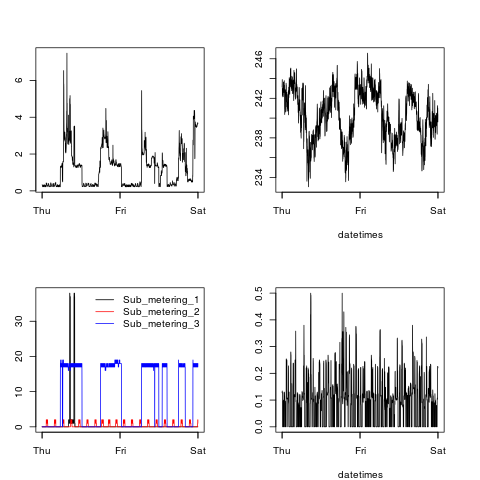 6
4
2
0
Thu Fri Sat
246
242
238
234
Thu Fri Sat
datetimes
30
20
10
0
Sub_metering_1
Sub_metering_2
Sub_metering_3
Thu Fri Sat
0.5
0.4
0.3
0.2
0.1
0.0
Thu Fri Sat
datetimes